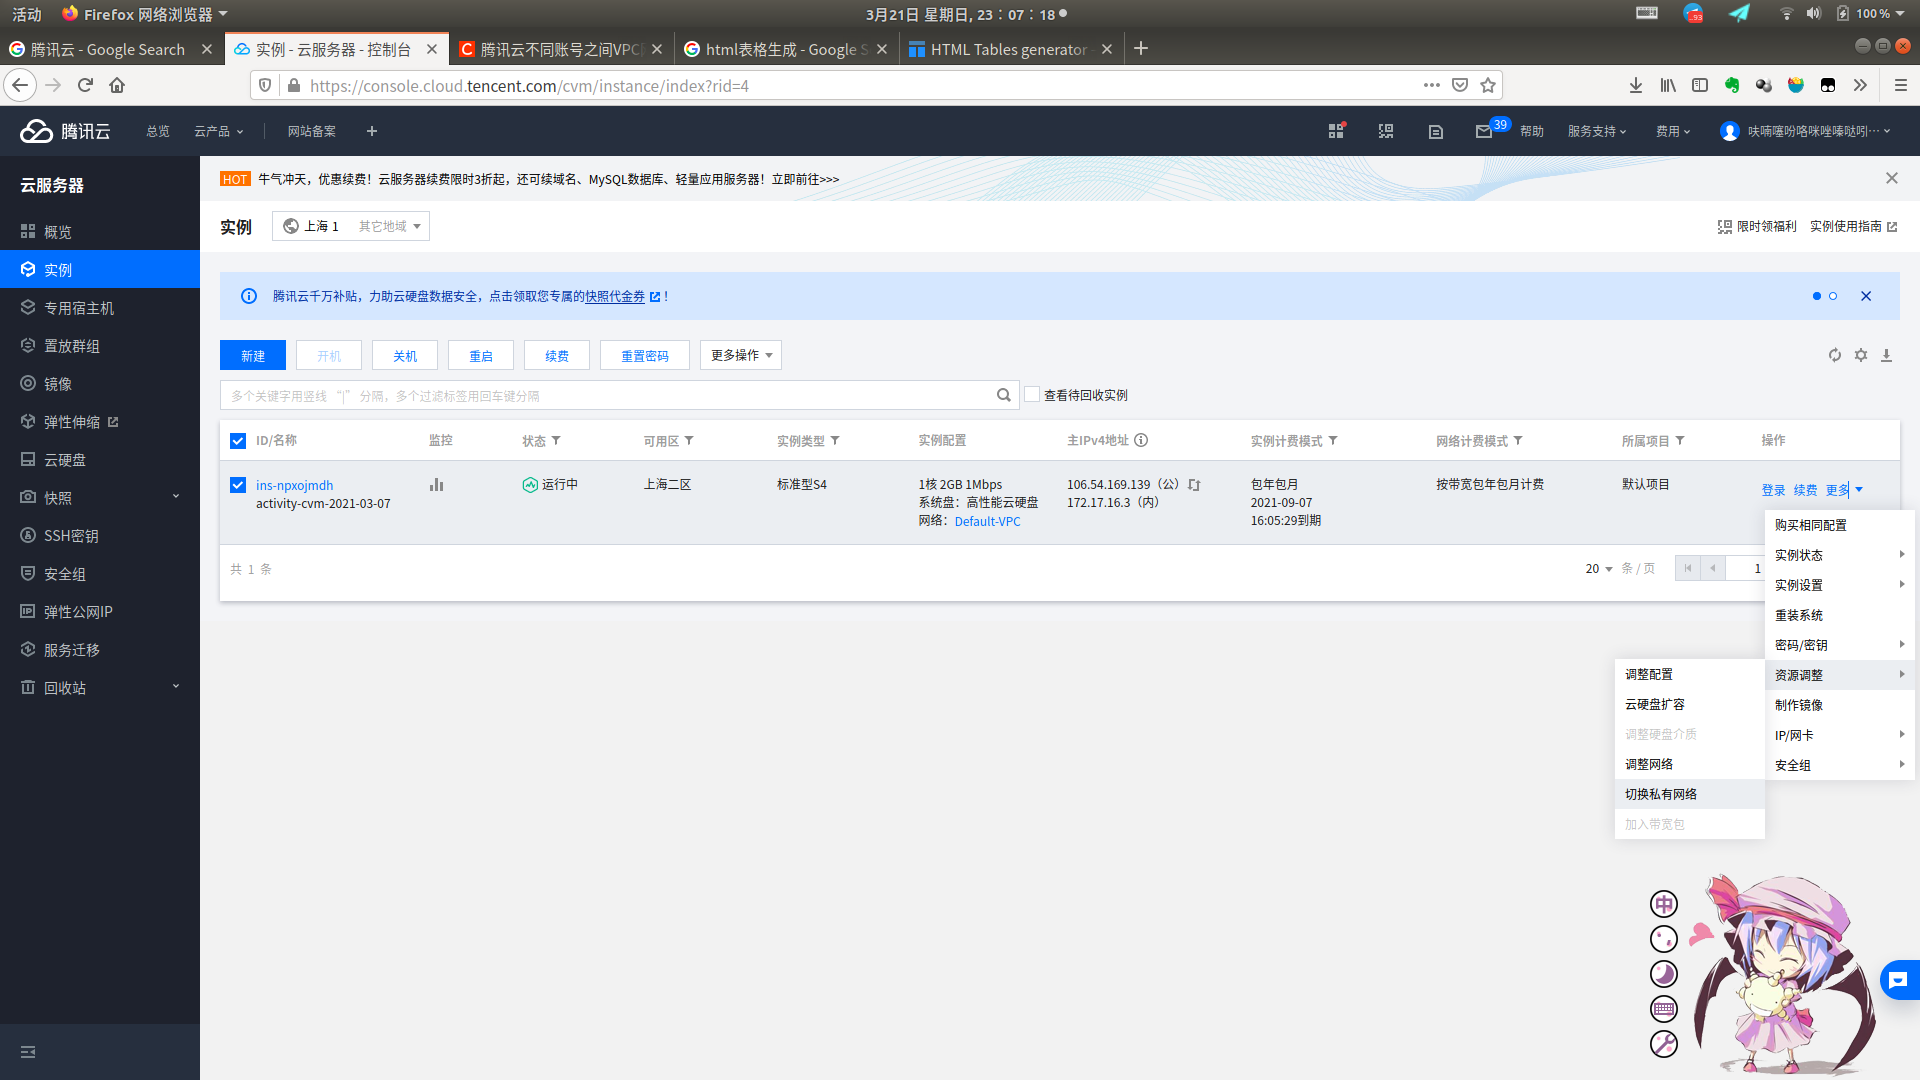 活动 Firefox 网络浏览器 3月21日 星期日, 23：07：18 93 100 %
腾讯云 - Google Search 实例 - 云服务器 - 控制台 腾讯云不同账号之间VPC html表格生成 - Google S HTML Tables generator
https://console.cloud.tencent.com/cvm/instance/index?rid=4
腾讯云 总览 云产品 网站备案 + 39 帮助 服务支持 费用 呋喃噻吩咯咪唑嗪哒吲···
云服务器
概览
实例
专用宿主机
置放群组
镜像
弹性伸缩
云硬盘
快照
SSH密钥
安全组
弹性公网IP
服务迁移
回收站
HOT 牛气冲天，优惠续费！云服务器续费限时3折起，还可续域名、MySQL数据库、轻量应用服务器！立即前往>>>
实例 上海 1 其它地域 限时领福利 实例使用指南
腾讯云千万补贴，力助云硬盘数据安全，点击领取您专属的快照代金券 ！
新建 开机 关机 重启 续费 重置密码 更多操作
多个关键字用竖线 “|” 分隔，多个过滤标签用回车键分隔 查看待回收实例
ID/名称 监控 状态 可用区 实例类型 实例配置 主IPv4地址 实例计费模式 网络计费模式 所属项目 操作
ins-npxojmdh 运行中 上海二区 标准型S4 1核 2GB 1Mbps 106.54.169.139（公） 包年包月 按带宽包年包月计费 默认项目 登录 续费 更多
activity-cvm-2021-03-07 系统盘：高性能云硬盘 172.17.16.3（内） 2021-09-07
网络：Default-VPC 16:05:29到期
共 1 条 20 条 / 页 1
购买相同配置
实例状态
实例设置
重装系统
密码/密钥
资源调整
制作镜像
IP/网卡
安全组
调整配置
云硬盘扩容
调整硬盘介质
调整网络
切换私有网络
加入带宽包
中